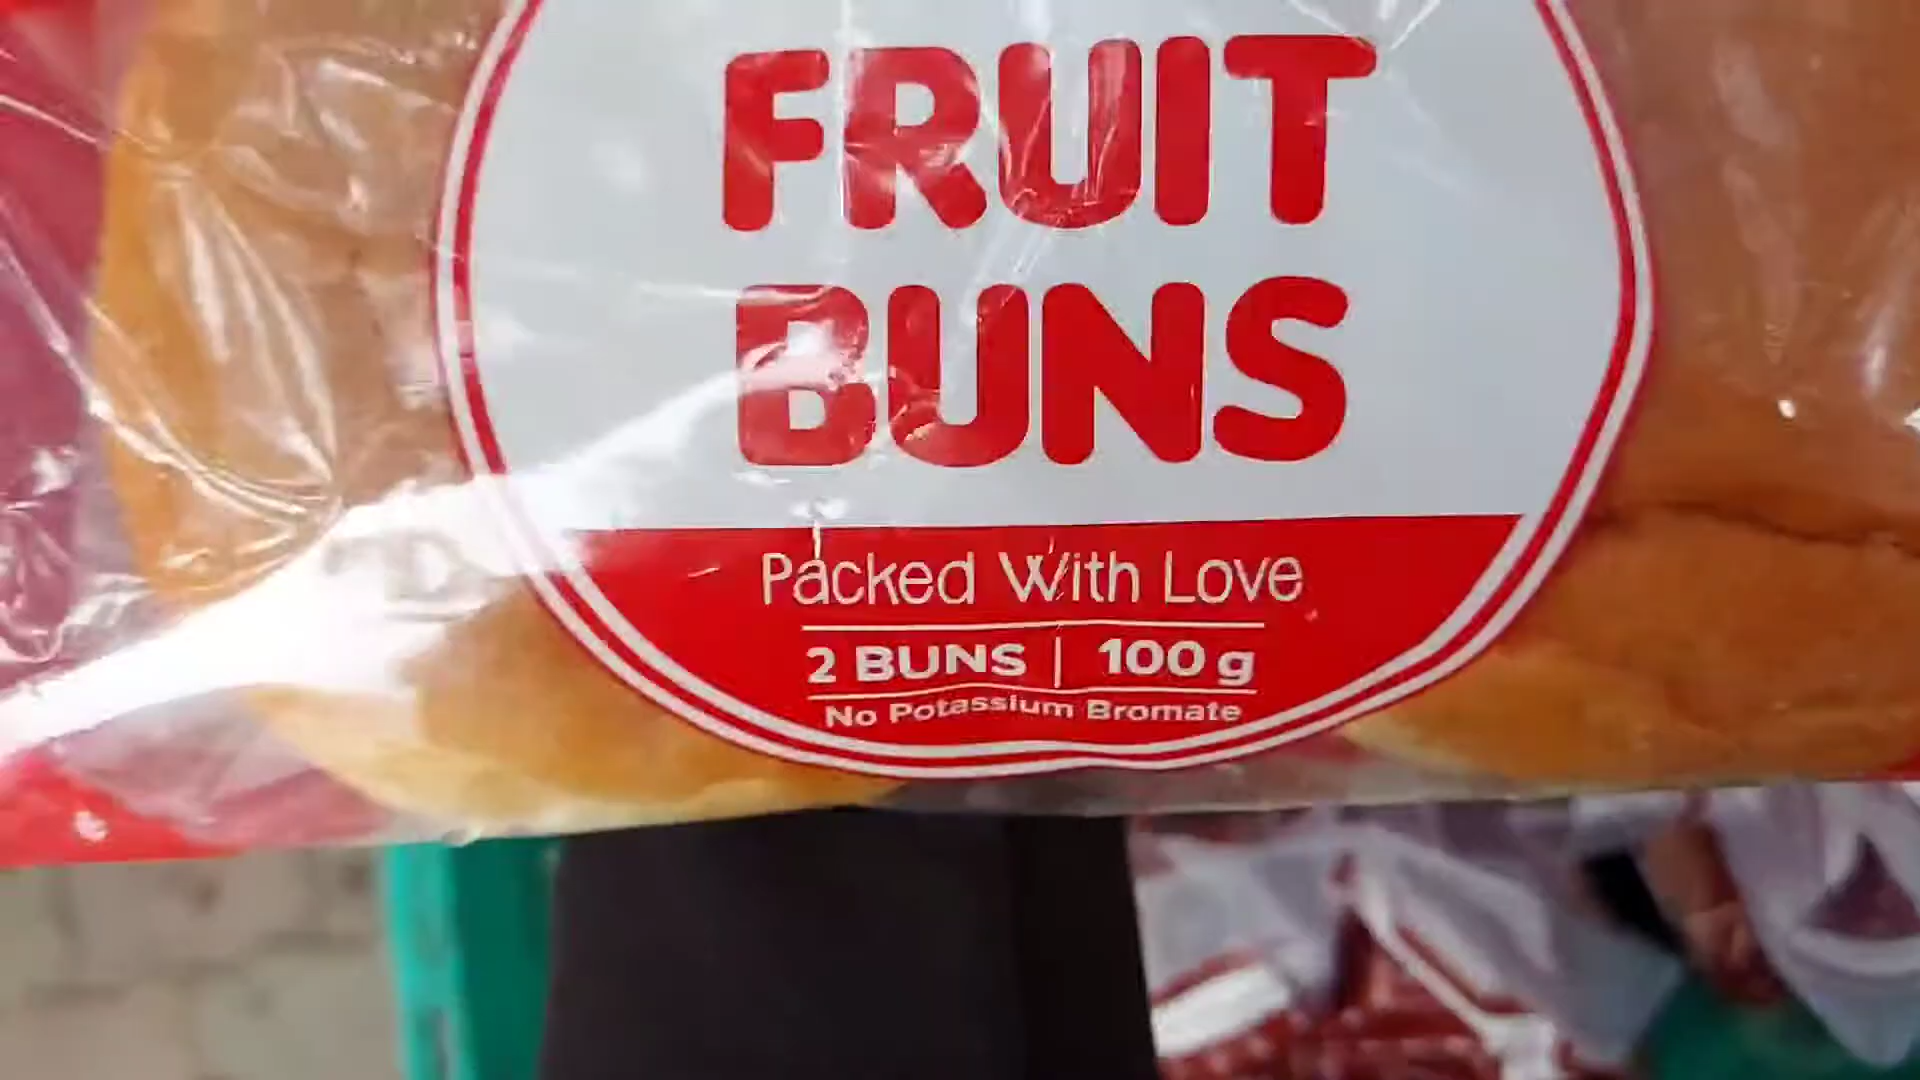 FRUIT
BUNS
Packed With Love
2 BUNS | 100 g
No Potassium Bromate